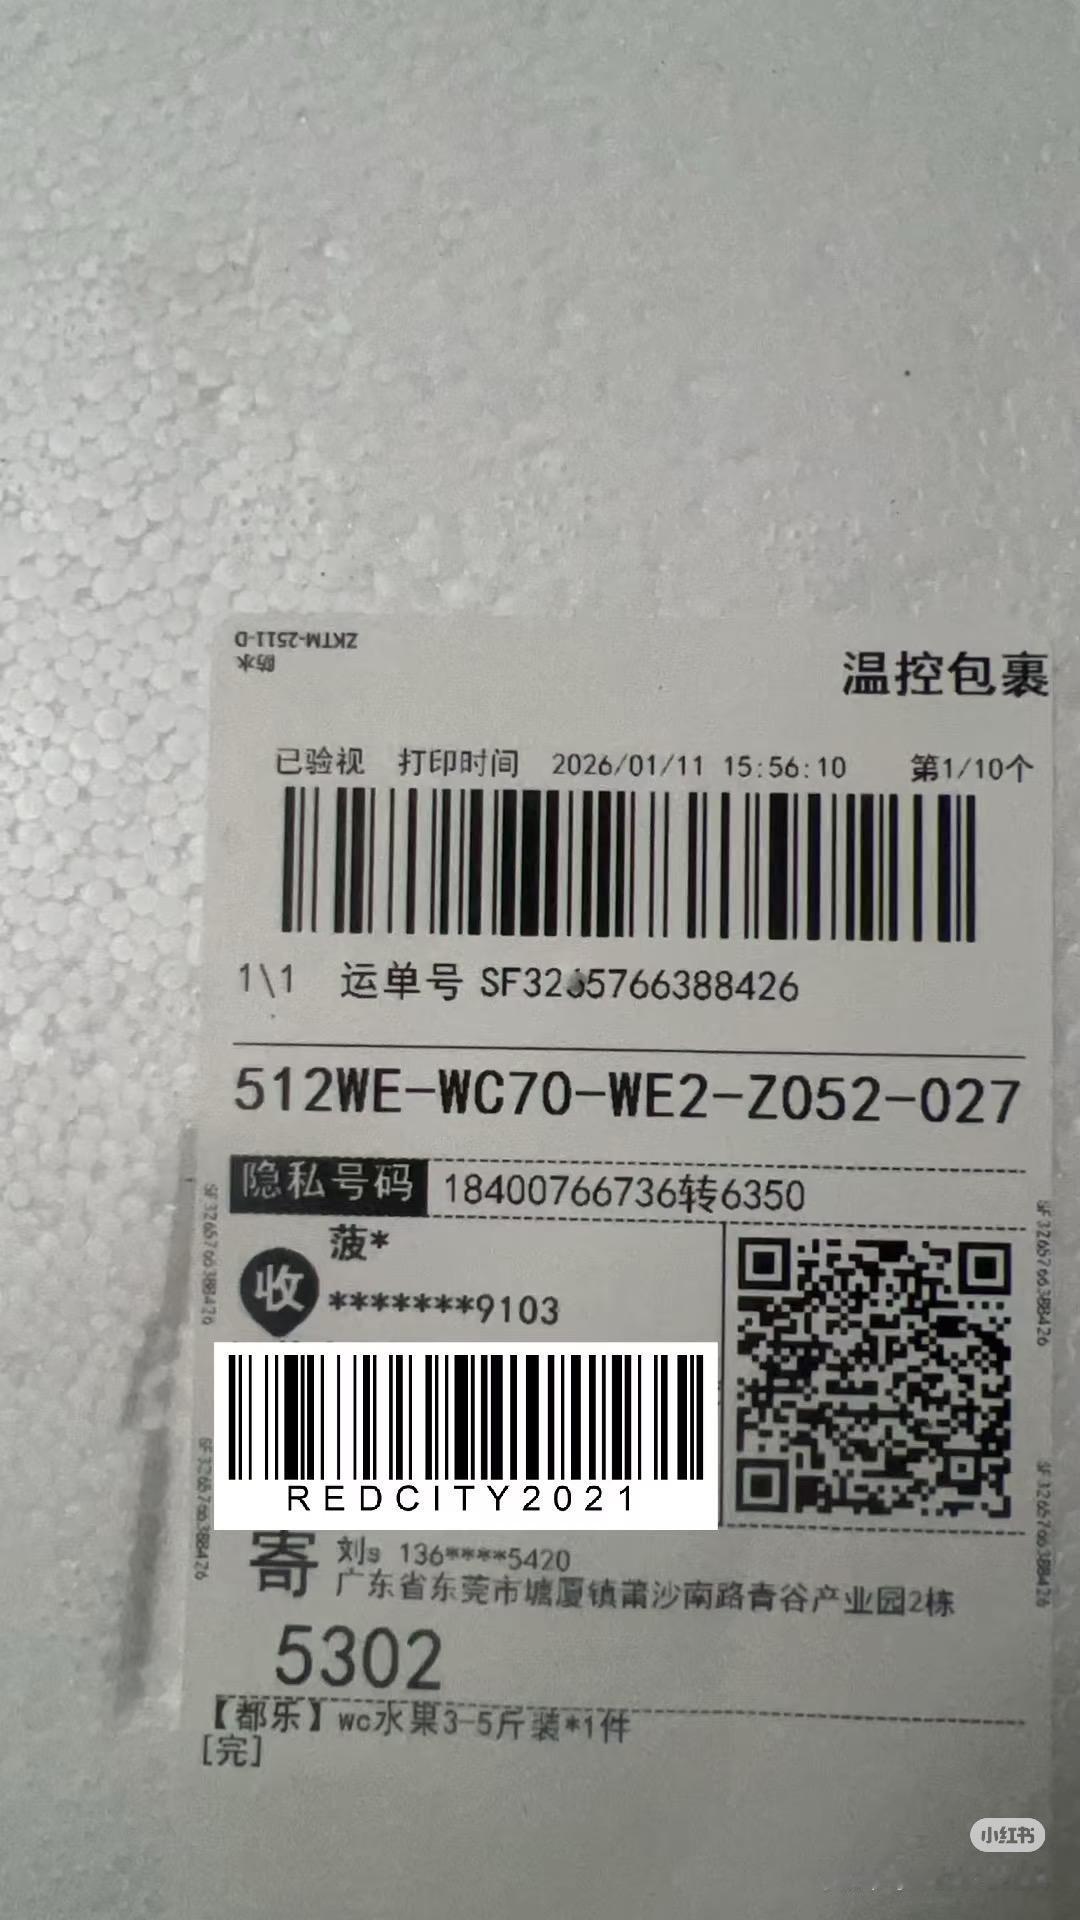 ZKTM-2511-D
防水
温控包裹
已验视 打印时间 2026/01/11 15:56:10 第1/10个
1\1 运单号 SF3265766388426
512WE-WC70-WE2-Z052-027
隐私号码 18400766736转6350
菠*
收 *******9103
SF3265766388426
SF3265766388426
REDCITY2021
SF3265766388426
SF3265766388426
寄 刘s 136****5420
广东省东莞市塘厦镇莆沙南路青谷产业园2栋
5302
【都乐】wc水果3-5斤装*1件
[完]
小红书